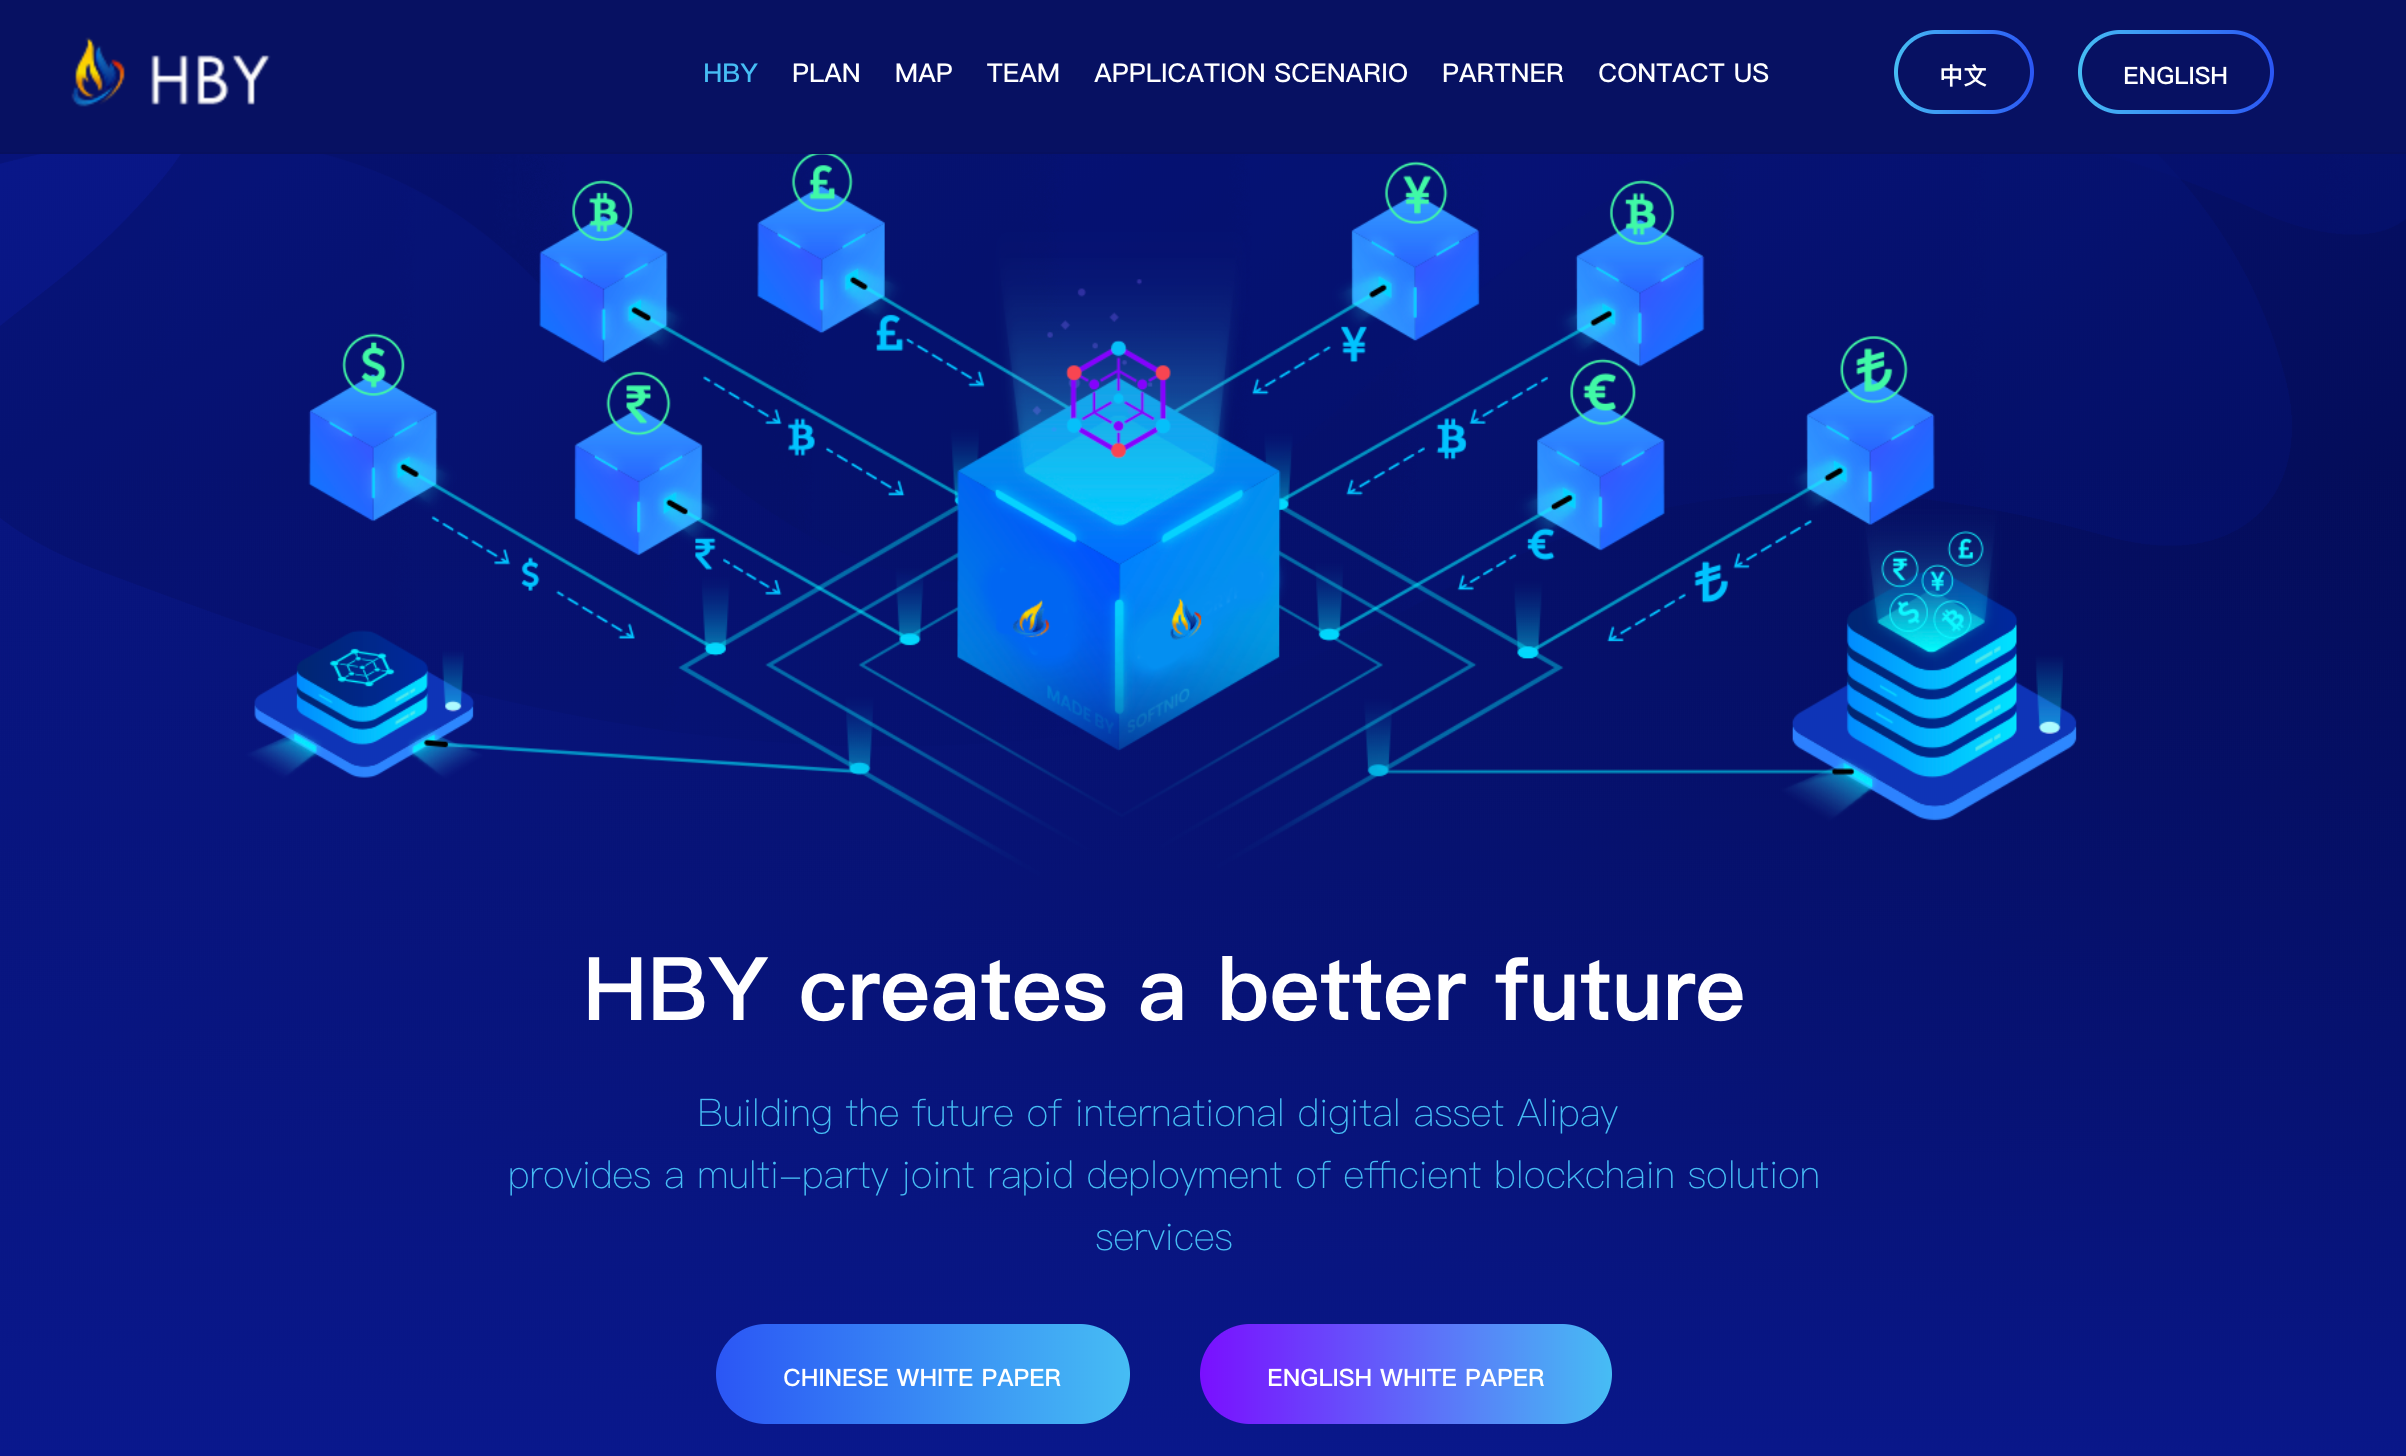 HBY
HBY PLAN MAP TEAM APPLICATION SCENARIO PARTNER CONTACT US
中文
ENGLISH
₿
£
¥
₿
£
¥
$
₹
€
₺
₿
₿
₹
$
€
₺
₹
£
¥
$
₿
MADE BY SOFTNIO
HBY creates a better future
Building the future of international digital asset Alipay
provides a multi–party joint rapid deployment of efficient blockchain solution
services
CHINESE WHITE PAPER
ENGLISH WHITE PAPER